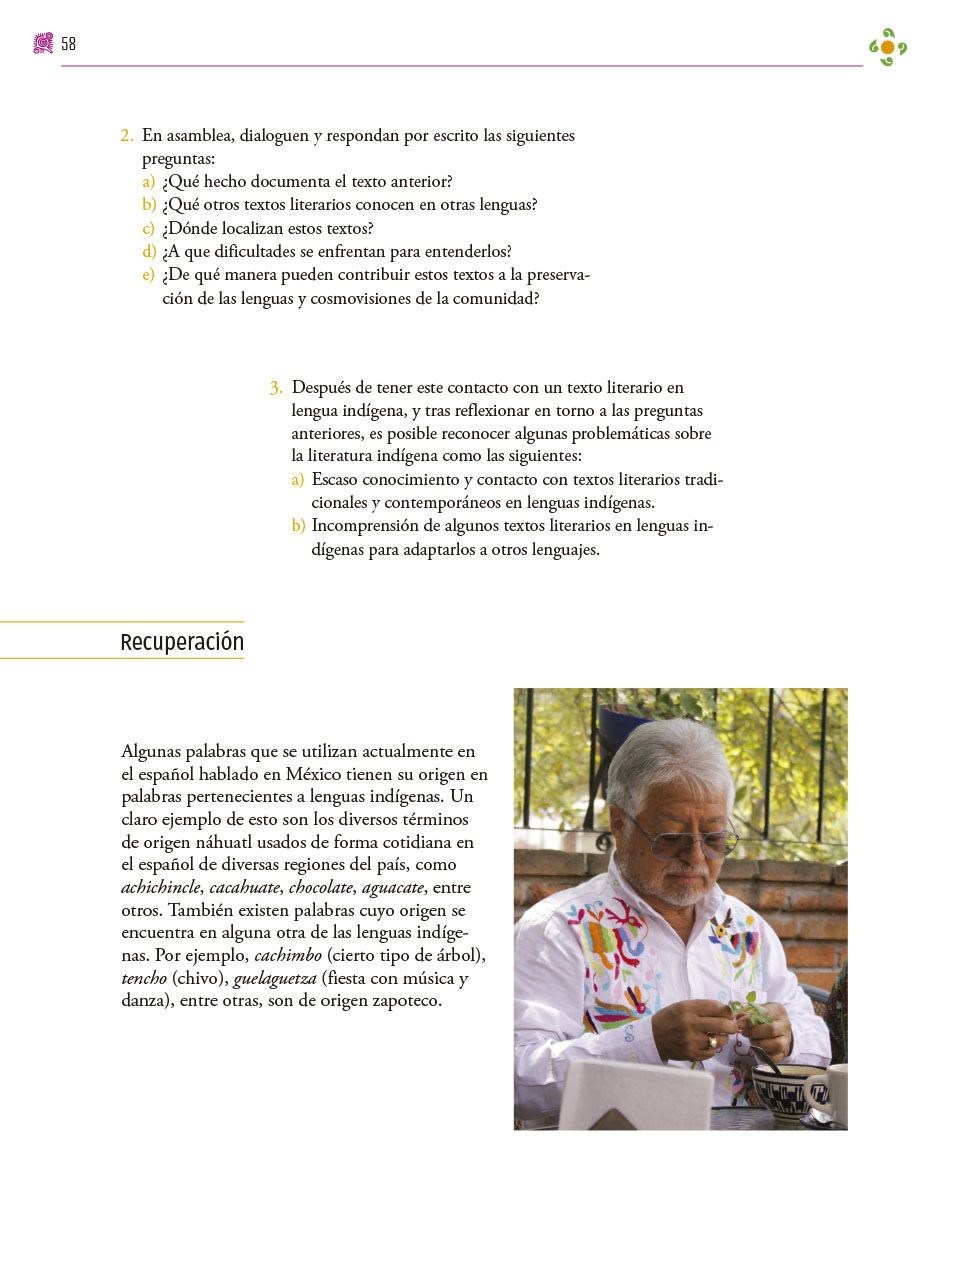 58
2. En asamblea, dialoguen y respondan por escrito las siguientes
preguntas:
a) ¿Qué hecho documenta el texto anterior?
b) ¿Qué otros textos literarios conocen en otras lenguas?
c) ¿Dónde localizan estos textos?
d) ¿A que dificultades se enfrentan para entenderlos?
e) ¿De qué manera pueden contribuir estos textos a la preserva-
ción de las lenguas y cosmovisiones de la comunidad?
3. Después de tener este contacto con un texto literario en
lengua indígena, y tras reflexionar en torno a las preguntas
anteriores, es posible reconocer algunas problemáticas sobre
la literatura indígena como las siguientes:
a) Escaso conocimiento y contacto con textos literarios tradi-
cionales y contemporáneos en lenguas indígenas.
b) Incomprensión de algunos textos literarios en lenguas in-
dígenas para adaptarlos a otros lenguajes.
Recuperación
Algunas palabras que se utilizan actualmente en
el español hablado en México tienen su origen en
palabras pertenecientes a lenguas indígenas. Un
claro ejemplo de esto son los diversos términos
de origen náhuatl usados de forma cotidiana en
el español de diversas regiones del país, como
achichincle, cacahuate, chocolate, aguacate, entre
otros. También existen palabras cuyo origen se
encuentra en alguna otra de las lenguas indíge-
nas. Por ejemplo, cachimbo (cierto tipo de árbol),
tencho (chivo), guelaguetza (fiesta con música y
danza), entre otras, son de origen zapoteco.